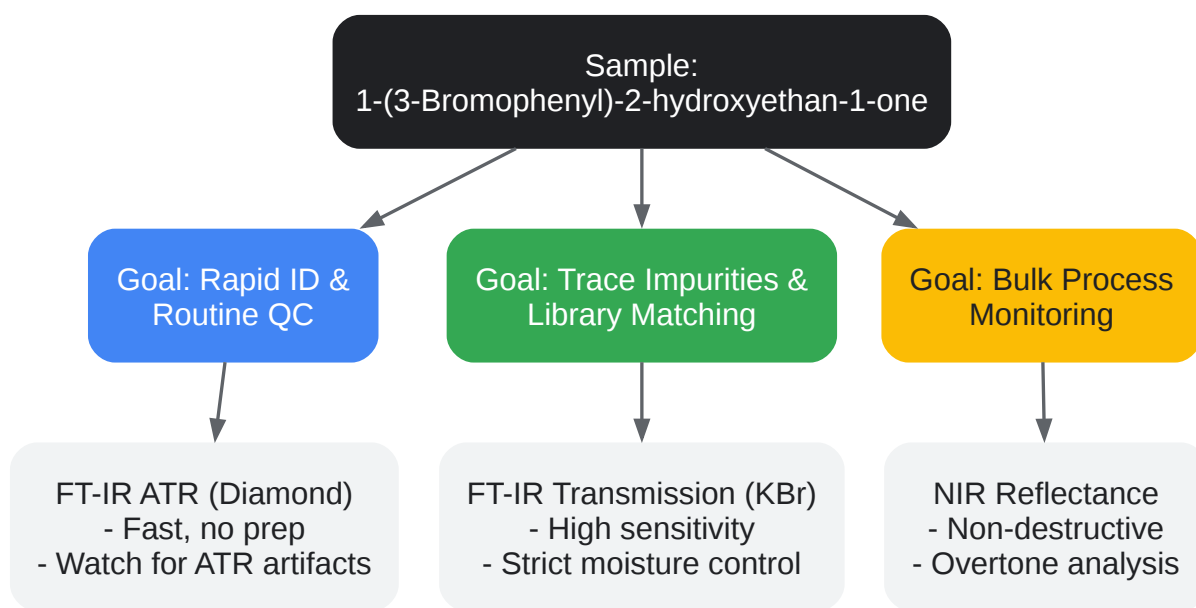 Sample:
1-(3-Bromophenyl)-2-hydroxyethan-1-one
Goal: Rapid ID &
Routine QC
Goal: Trace Impurities &
Library Matching
Goal: Bulk Process
Monitoring
FT-IR ATR (Diamond)
- Fast, no prep
- Watch for ATR artifacts
FT-IR Transmission (KBr)
- High sensitivity
- Strict moisture control
NIR Reflectance
- Non-destructive
- Overtone analysis